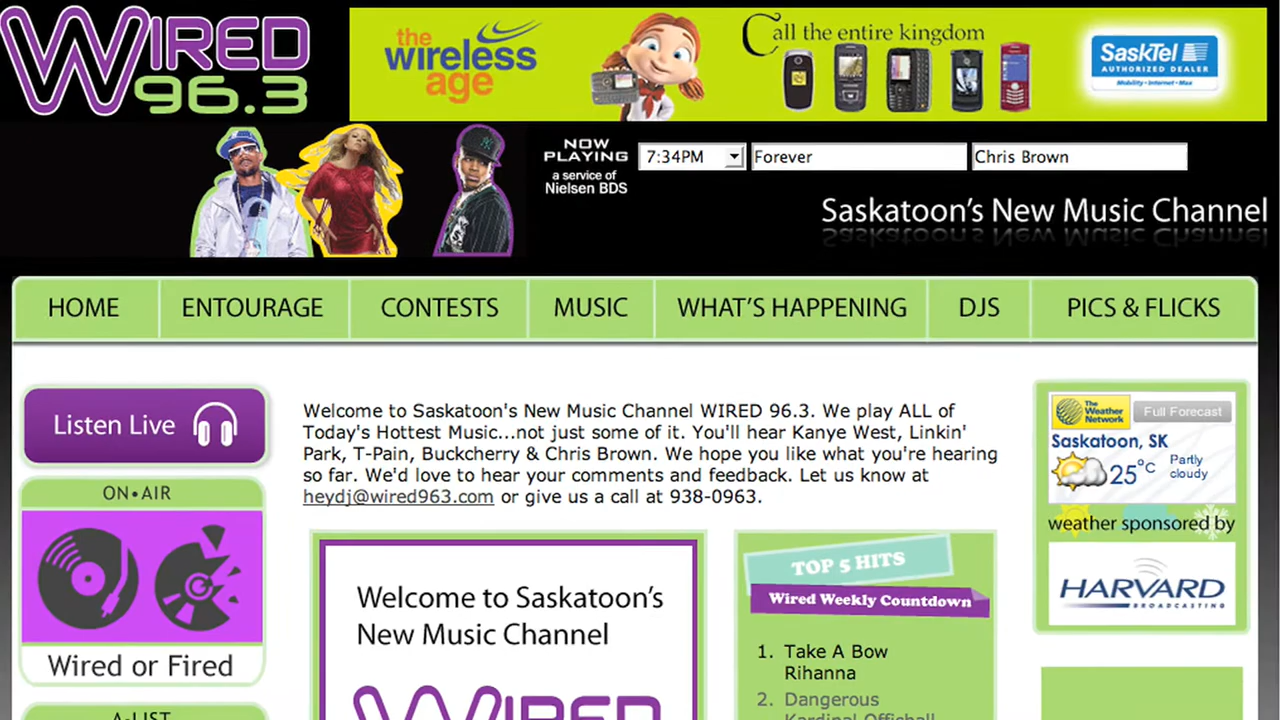 WIRED
96.3
the
wireless
age
Call the entire kingdom
SaskTel
AUTHORIZED DEALER
Mobility • Internet • Max
NOW
PLAYING
a service of
Nielsen BDS
7:34PM
Forever
Chris Brown
Saskatoon's New Music Channel
HOME
ENTOURAGE
CONTESTS
MUSIC
WHAT'S HAPPENING
DJS
PICS & FLICKS
Listen Live
ON•AIR
Wired or Fired
A-LIST
Welcome to Saskatoon's New Music Channel WIRED 96.3. We play ALL of
Today's Hottest Music...not just some of it. You'll hear Kanye West, Linkin'
Park, T-Pain, Buckcherry & Chris Brown. We hope you like what you're hearing
so far. We'd love to hear your comments and feedback. Let us know at
heydj@wired963.com or give us a call at 938-0963.
Welcome to Saskatoon's
New Music Channel
WIRED
TOP 5 HITS
Wired Weekly Countdown
1. Take A Bow
Rihanna
2. Dangerous
Kardinal Offichall
The
Weather
Network
Full Forecast
Saskatoon, SK
25°C
Partly
cloudy
weather sponsored by
HARVARD
BROADCASTING